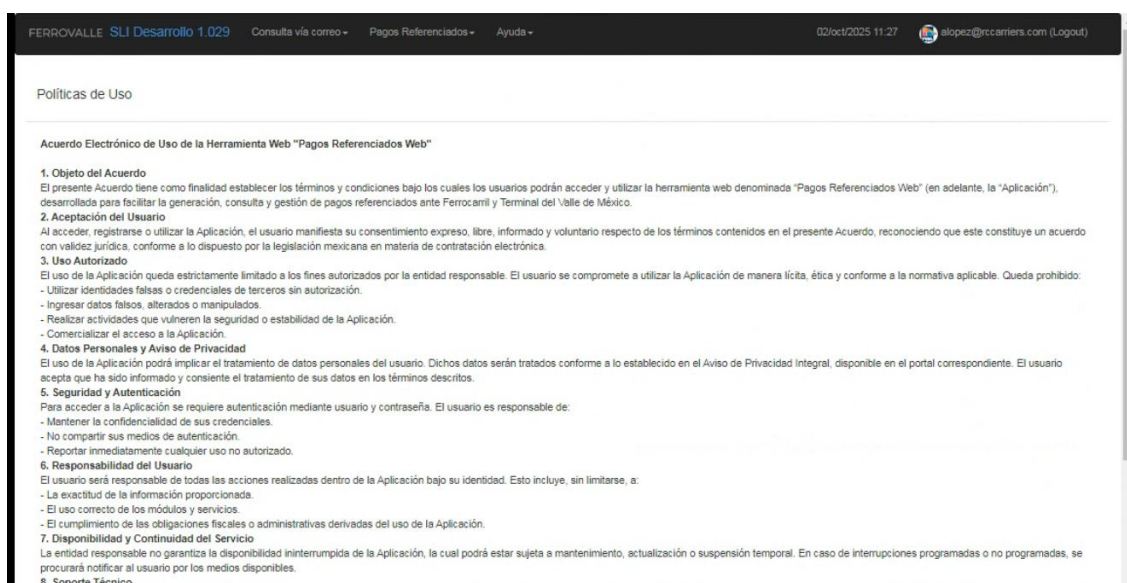 FERROVALLE SLI Desarrollo 1.029 Consulta vía correo Pagos Referenciados Ayuda 02/oct/2025 11:27 alopez@rccarriers.com (Logout)
Políticas de Uso
Acuerdo Electrónico de Uso de la Herramienta Web "Pagos Referenciados Web"
1. Objeto del Acuerdo
El presente Acuerdo tiene como finalidad establecer los términos y condiciones bajo los cuales los usuarios podrán acceder y utilizar la herramienta web denominada “Pagos Referenciados Web” (en adelante, la “Aplicación”),
desarrollada para facilitar la generación, consulta y gestión de pagos referenciados ante Ferrocarril y Terminal del Valle de México.
2. Aceptación del Usuario
Al acceder, registrarse o utilizar la Aplicación, el usuario manifiesta su consentimiento expreso, libre, informado y voluntario respecto de los términos contenidos en el presente Acuerdo, reconociendo que este constituye un acuerdo
con validez jurídica, conforme a lo dispuesto por la legislación mexicana en materia de contratación electrónica.
3. Uso Autorizado
El uso de la Aplicación queda estrictamente limitado a los fines autorizados por la entidad responsable. El usuario se compromete a utilizar la Aplicación de manera lícita, ética y conforme a la normativa aplicable. Queda prohibido:
- Utilizar identidades falsas o credenciales de terceros sin autorización.
- Ingresar datos falsos, alterados o manipulados.
- Realizar actividades que vulneren la seguridad o estabilidad de la Aplicación.
- Comercializar el acceso a la Aplicación.
4. Datos Personales y Aviso de Privacidad
El uso de la Aplicación podrá implicar el tratamiento de datos personales del usuario. Dichos datos serán tratados conforme a lo establecido en el Aviso de Privacidad Integral, disponible en el portal correspondiente. El usuario
acepta que ha sido informado y consiente el tratamiento de sus datos en los términos descritos.
5. Seguridad y Autenticación
Para acceder a la Aplicación se requiere autenticación mediante usuario y contraseña. El usuario es responsable de:
- Mantener la confidencialidad de sus credenciales.
- No compartir sus medios de autenticación.
- Reportar inmediatamente cualquier uso no autorizado.
6. Responsabilidad del Usuario
El usuario será responsable de todas las acciones realizadas dentro de la Aplicación bajo su identidad. Esto incluye, sin limitarse, a:
- La exactitud de la información proporcionada.
- El uso correcto de los módulos y servicios.
- El cumplimiento de las obligaciones fiscales o administrativas derivadas del uso de la Aplicación.
7. Disponibilidad y Continuidad del Servicio
La entidad responsable no garantiza la disponibilidad ininterrumpida de la Aplicación, la cual podrá estar sujeta a mantenimiento, actualización o suspensión temporal. En caso de interrupciones programadas o no programadas, se
procurará notificar al usuario por los medios disponibles.
8. Soporte Técnico